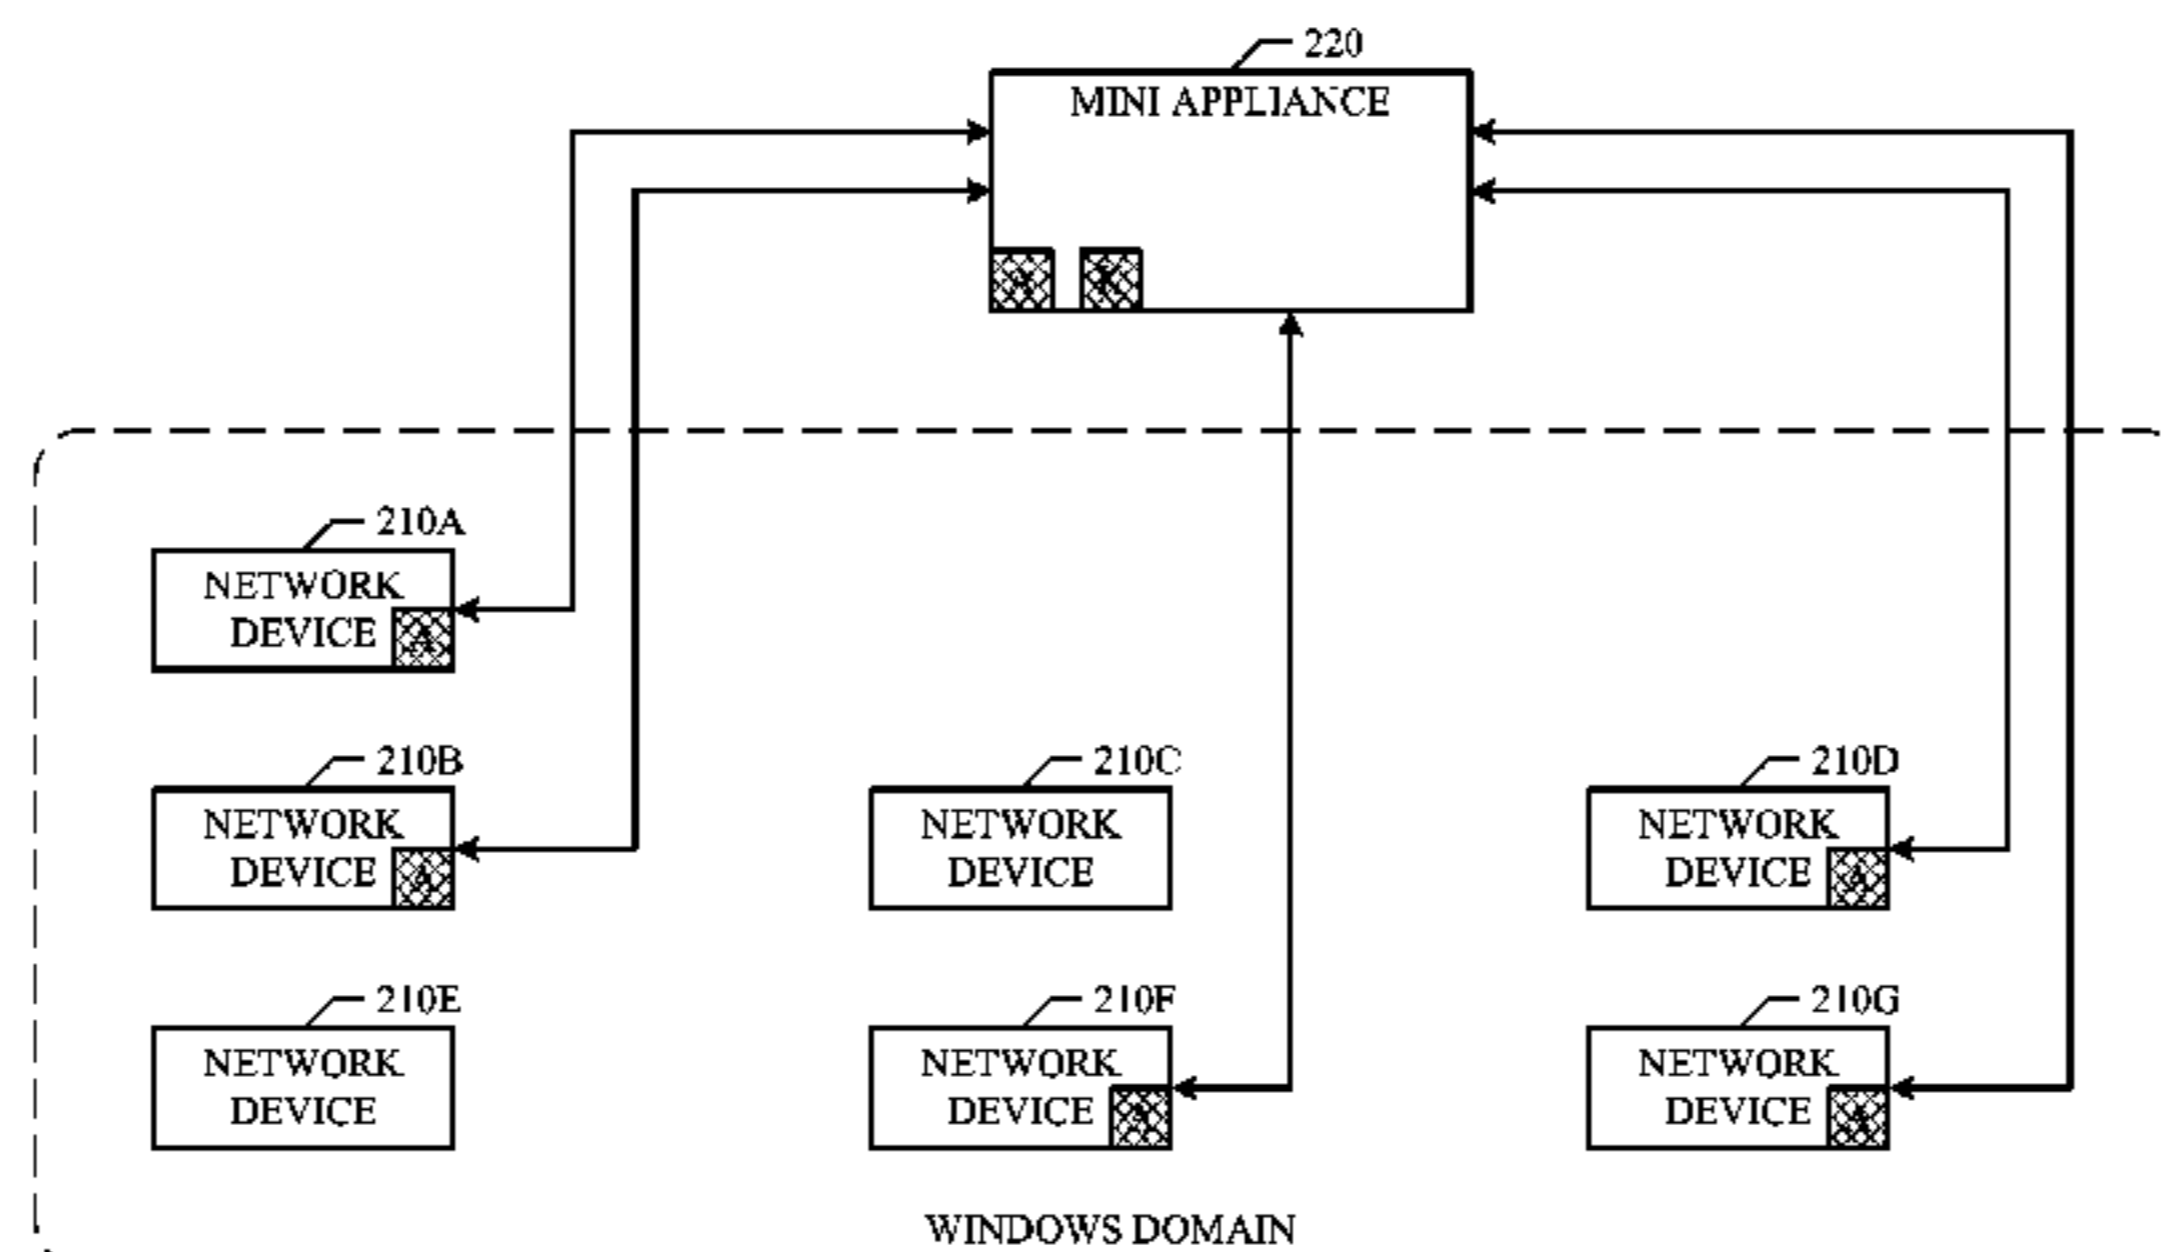 220
MINI APPLIANCE
K
210A
NETWORK
DEVICE
A
210B
210C
210D
NETWORK
DEVICE
A
NETWORK
DEVICE
NETWORK
DEVICE
A
210E
210F
210G
NETWORK
DEVICE
NETWORK
DEVICE
A
NETWORK
DEVICE
A
WINDOWS DOMAIN